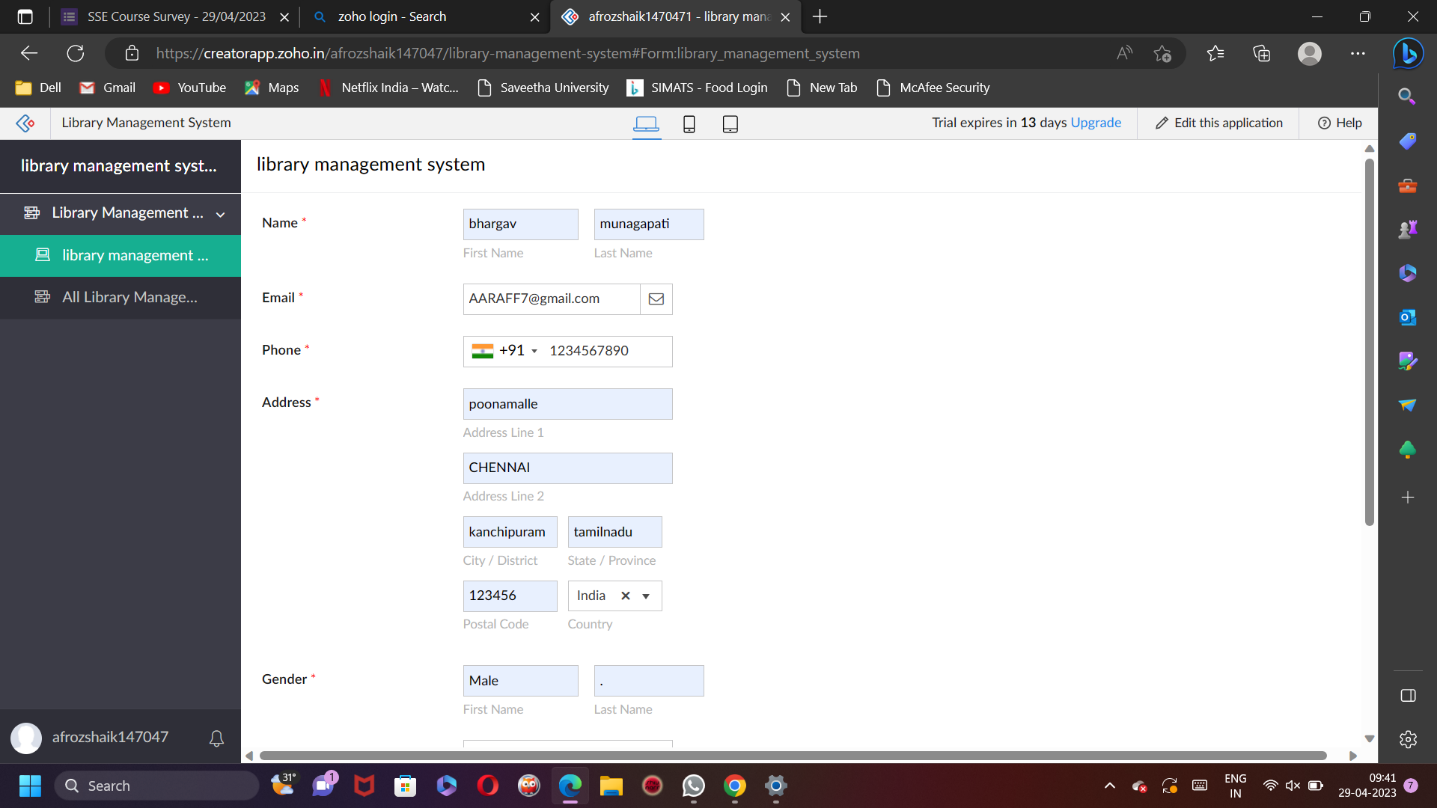 SSE Course Survey - 29/04/2023
zoho login - Search
afrozshaik1470471 - library mana
https://creatorapp.zoho.in/afrozshaik147047/library-management-system#Form:library_management_system
Dell
Gmail
YouTube
Maps
Netflix India – Watc...
Saveetha University
SIMATS - Food Login
New Tab
McAfee Security
Library Management System
Trial expires in 13 days Upgrade
Edit this application
Help
library management syst...
library management system
Library Management ...
library management ...
All Library Manage...
Name *
bhargav
munagapati
First Name
Last Name
Email *
AARAFF7@gmail.com
Phone *
+91
1234567890
Address *
poonamalle
Address Line 1
CHENNAI
Address Line 2
kanchipuram
tamilnadu
City / District
State / Province
123456
India
Postal Code
Country
Gender *
Male
.
First Name
Last Name
afrozshaik147047
Search
31°
1
ENG
IN
09:41
29-04-2023
7